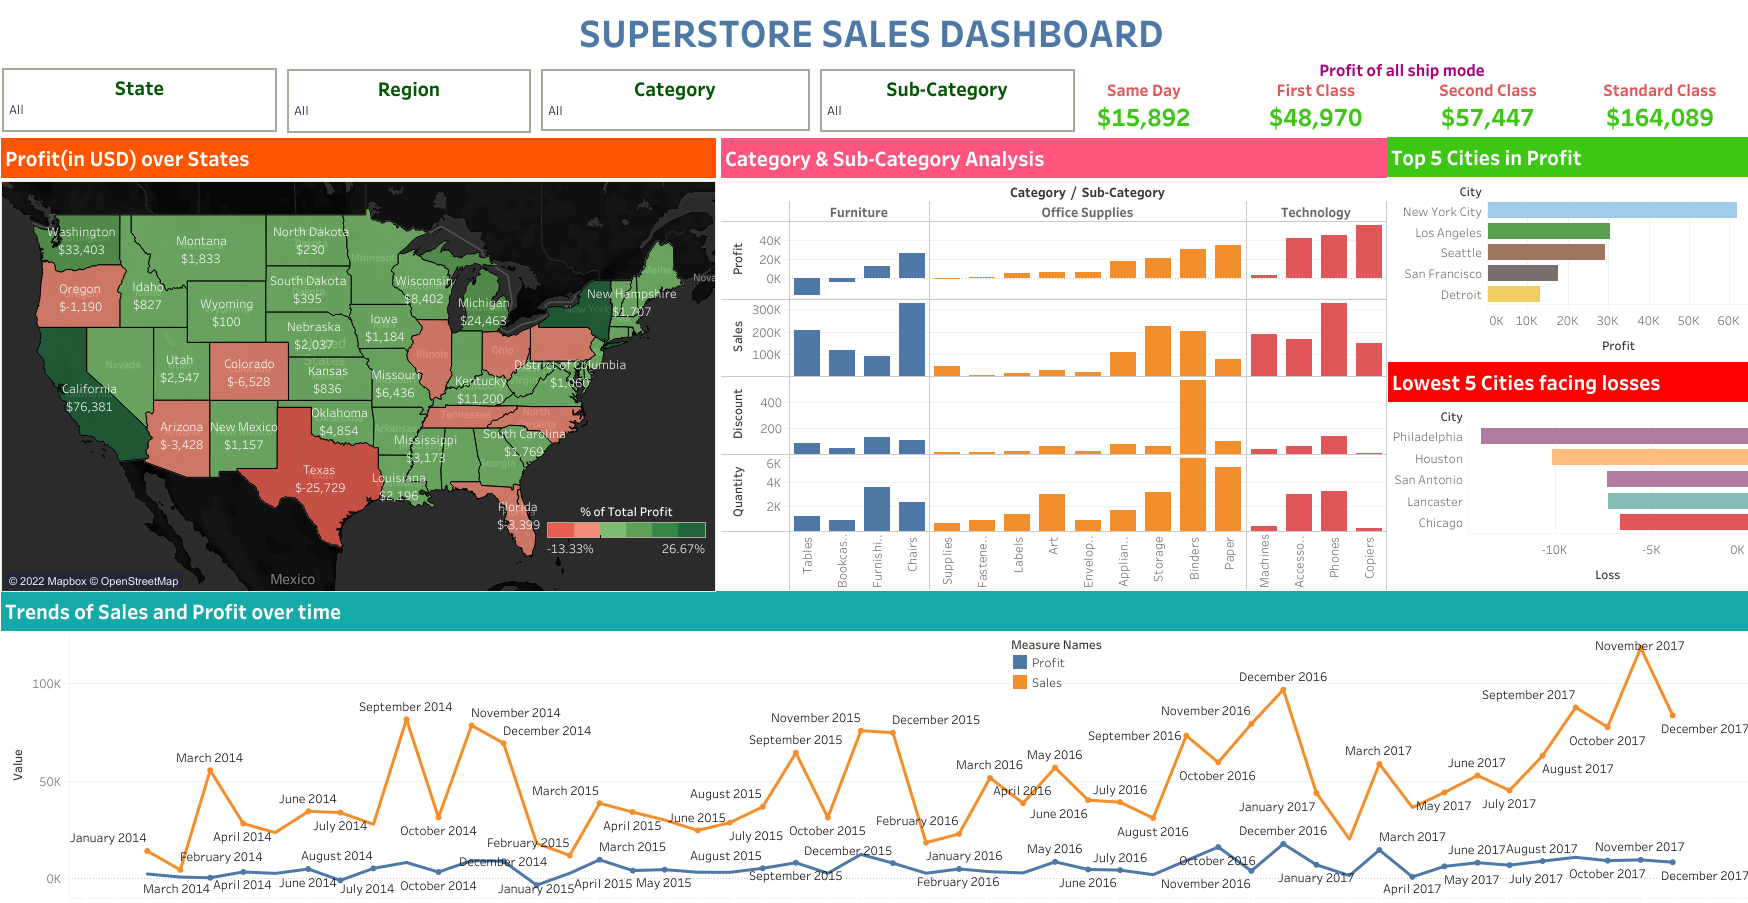 SUPERSTORE SALES DASHBOARD
State
All
Region
All
Category
All
Sub-Category
All
Profit of all ship mode
Same Day
$15,892
First Class
$48,970
Second Class
$57,447
Standard Class
$164,089
Profit(in USD) over States
Washington
$33,403
Montana
$1,833
North Dakota
$230
Minnesot
Maine
Nova
Oregon
$-1,190
Idaho
$827
South Dakota
$395
Wisconsin
$8,402
Michigan
$24,463
New Hampshire
$1,707
New York
Wyoming
$100
Nebraska
$2,037
Iowa
$1,184
Illinois
Ohio
Nevada
Utah
$2,547
Colorado
$-6,528
States
Kansas
$836
Missouri
$6,436
Kentucky
$11,200
District of Columbia
$1,060
California
$76,381
Arizona
$-3,428
New Mexico
$1,157
Oklahoma
$4,854
Arkansas
Tennessee
North
Carolina
Mississippi
$3,173
South Carolina
$1,769
Georgia
Texas
$-25,729
Louisiana
$2,196
Florida
$-3,399
% of Total Profit
-13.33%
26.67%
Mexico
© 2022 Mapbox © OpenStreetMap
Category & Sub-Category Analysis
Category / Sub-Category
Furniture
Office Supplies
Technology
Profit
40K
20K
0K
Sales
300K
200K
100K
Discount
400
200
Quantity
6K
4K
2K
Tables
Bookcas..
Furnishi..
Chairs
Supplies
Fastene..
Labels
Art
Envelop..
Applian..
Storage
Binders
Paper
Machines
Accesso..
Phones
Copiers
Top 5 Cities in Profit
City
New York City
Los Angeles
Seattle
San Francisco
Detroit
0K 10K 20K 30K 40K 50K 60K
Profit
Lowest 5 Cities facing losses
City
Philadelphia
Houston
San Antonio
Lancaster
Chicago
-10K -5K 0K
Loss
Trends of Sales and Profit over time
Measure Names
Profit
Sales
Value
100K
50K
0K
January 2014
March 2014
April 2014
June 2014
July 2014
September 2014
October 2014
November 2014
December 2014
February 2015
March 2015
April 2015
June 2015
July 2015
August 2015
September 2015
October 2015
November 2015
December 2015
February 2016
March 2016
April 2016
May 2016
June 2016
July 2016
August 2016
September 2016
October 2016
November 2016
December 2016
January 2017
March 2017
May 2017
June 2017
July 2017
August 2017
September 2017
October 2017
November 2017
December 2017
February 2014
March 2014
April 2014
June 2014
August 2014
July 2014
October 2014
December 2014
January 2015
March 2015
April 2015
May 2015
August 2015
September 2015
December 2015
January 2016
February 2016
May 2016
June 2016
July 2016
October 2016
November 2016
December 2016
January 2017
March 2017
April 2017
May 2017
June 2017
July 2017
August 2017
October 2017
November 2017
December 2017